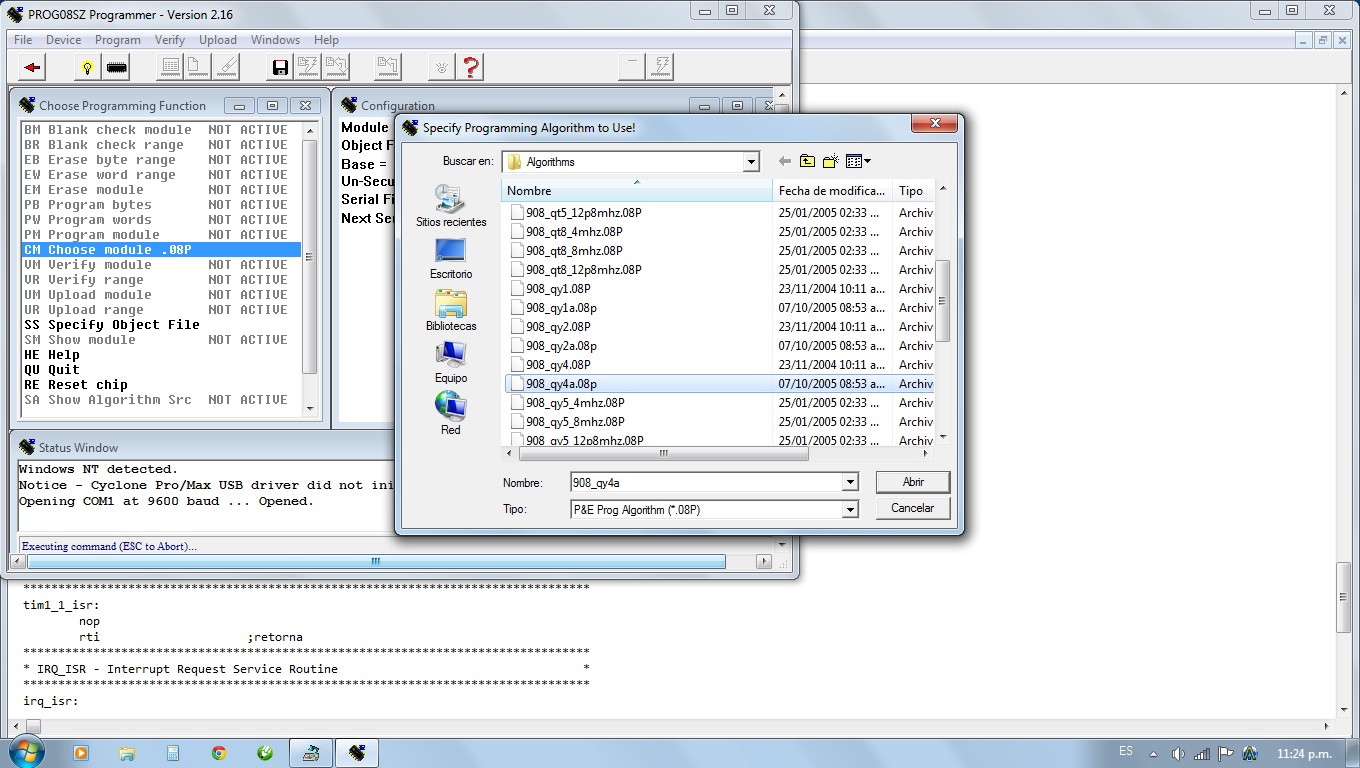 PROG08SZ Programmer - Version 2.16
File Device Program Verify Upload Windows Help
Choose Programming Function
BM Blank check module NOT ACTIVE
BR Blank check range NOT ACTIVE
EB Erase byte range NOT ACTIVE
EW Erase word range NOT ACTIVE
EM Erase module NOT ACTIVE
PB Program bytes NOT ACTIVE
PW Program words NOT ACTIVE
PM Program module NOT ACTIVE
CM Choose module .08P
VM Verify module NOT ACTIVE
VR Verify range NOT ACTIVE
UM Upload module NOT ACTIVE
UR Upload range NOT ACTIVE
SS Specify Object File
SM Show module NOT ACTIVE
HE Help
QU Quit
RE Reset chip
SA Show Algorithm Src NOT ACTIVE
Configuration
Module
Object F
Base =
Un-Secu
Serial Fi
Next Se
Specify Programming Algorithm to Use!
Buscar en: Algorithms
Sitios recientes
Escritorio
Bibliotecas
Equipo
Red
Nombre Fecha de modifica... Tipo
908_qt5_12p8mhz.08P 25/01/2005 02:33 ... Archiv
908_qt8_4mhz.08P 25/01/2005 02:33 ... Archiv
908_qt8_8mhz.08P 25/01/2005 02:33 ... Archiv
908_qt8_12p8mhz.08P 25/01/2005 02:33 ... Archiv
908_qy1.08P 23/11/2004 10:11 a... Archiv
908_qy1a.08p 07/10/2005 08:53 a... Archiv
908_qy2.08P 23/11/2004 10:11 a... Archiv
908_qy2a.08p 07/10/2005 08:53 a... Archiv
908_qy4.08P 23/11/2004 10:11 a... Archiv
908_qy4a.08p 07/10/2005 08:53 a... Archiv
908_qy5_4mhz.08P 25/01/2005 02:33 ... Archiv
908_qy5_8mhz.08P 25/01/2005 02:33 ... Archiv
908_qy5_12p8mhz.08P 25/01/2005 02:33 ... Archiv
Nombre: 908_qy4a Abrir
Tipo: P&E Prog Algorithm (*.08P) Cancelar
Status Window
Windows NT detected.
Notice - Cyclone Pro/Max USB driver did not ini
Opening COM1 at 9600 baud ... Opened.
Executing command (ESC to Abort)...
*********************************************************************************
tim1_1_isr:
nop
rti ;retorna
*********************************************************************************
* IRQ_ISR - Interrupt Request Service Routine *
*********************************************************************************
irq_isr:
ES 11:24 p.m.